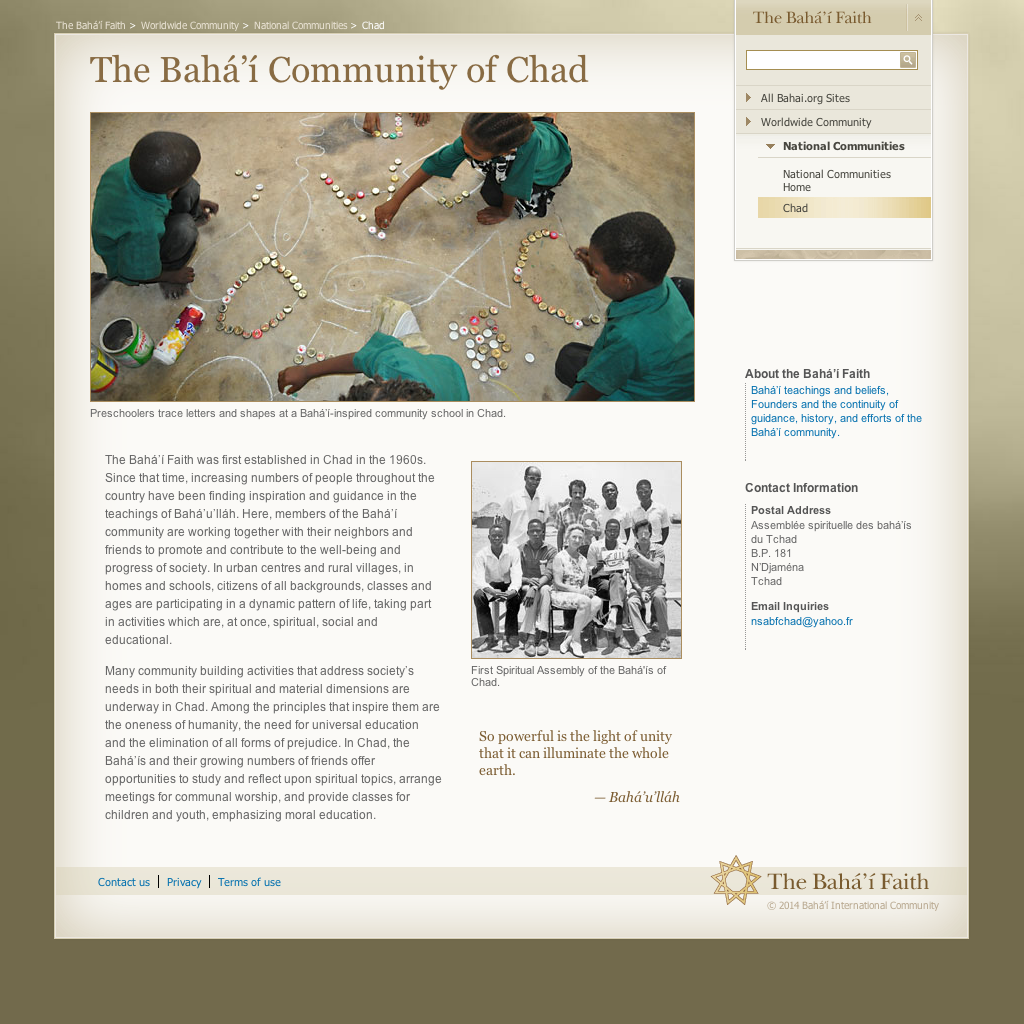 The Bahá’í Faith > Worldwide Community > National Communities > Chad
The Bahá’í Faith
The Bahá’í Community of Chad
All Bahai.org Sites
Worldwide Community
National Communities
National Communities
Home
Chad
Preschoolers trace letters and shapes at a Bahá’í-inspired community school in Chad.
The Bahá’í Faith was first established in Chad in the 1960s.
Since that time, increasing numbers of people throughout the
country have been finding inspiration and guidance in the
teachings of Bahá’u’lláh. Here, members of the Bahá’í
community are working together with their neighbors and
friends to promote and contribute to the well-being and
progress of society. In urban centres and rural villages, in
homes and schools, citizens of all backgrounds, classes and
ages are participating in a dynamic pattern of life, taking part
in activities which are, at once, spiritual, social and
educational.
Many community building activities that address society’s
needs in both their spiritual and material dimensions are
underway in Chad. Among the principles that inspire them are
the oneness of humanity, the need for universal education
and the elimination of all forms of prejudice. In Chad, the
Bahá’ís and their growing numbers of friends offer
opportunities to study and reflect upon spiritual topics, arrange
meetings for communal worship, and provide classes for
children and youth, emphasizing moral education.
First Spiritual Assembly of the Bahá’ís of
Chad.
So powerful is the light of unity
that it can illuminate the whole
earth.
— Bahá’u’lláh
About the Bahá’í Faith
Bahá’í teachings and beliefs,
Founders and the continuity of
guidance, history, and efforts of the
Bahá’í community.
Contact Information
Postal Address
Assemblée spirituelle des bahá’ís
du Tchad
B.P. 181
N’Djaména
Tchad
Email Inquiries
nsabfchad@yahoo.fr
Contact us | Privacy | Terms of use
The Bahá’í Faith
© 2014 Bahá’í International Community